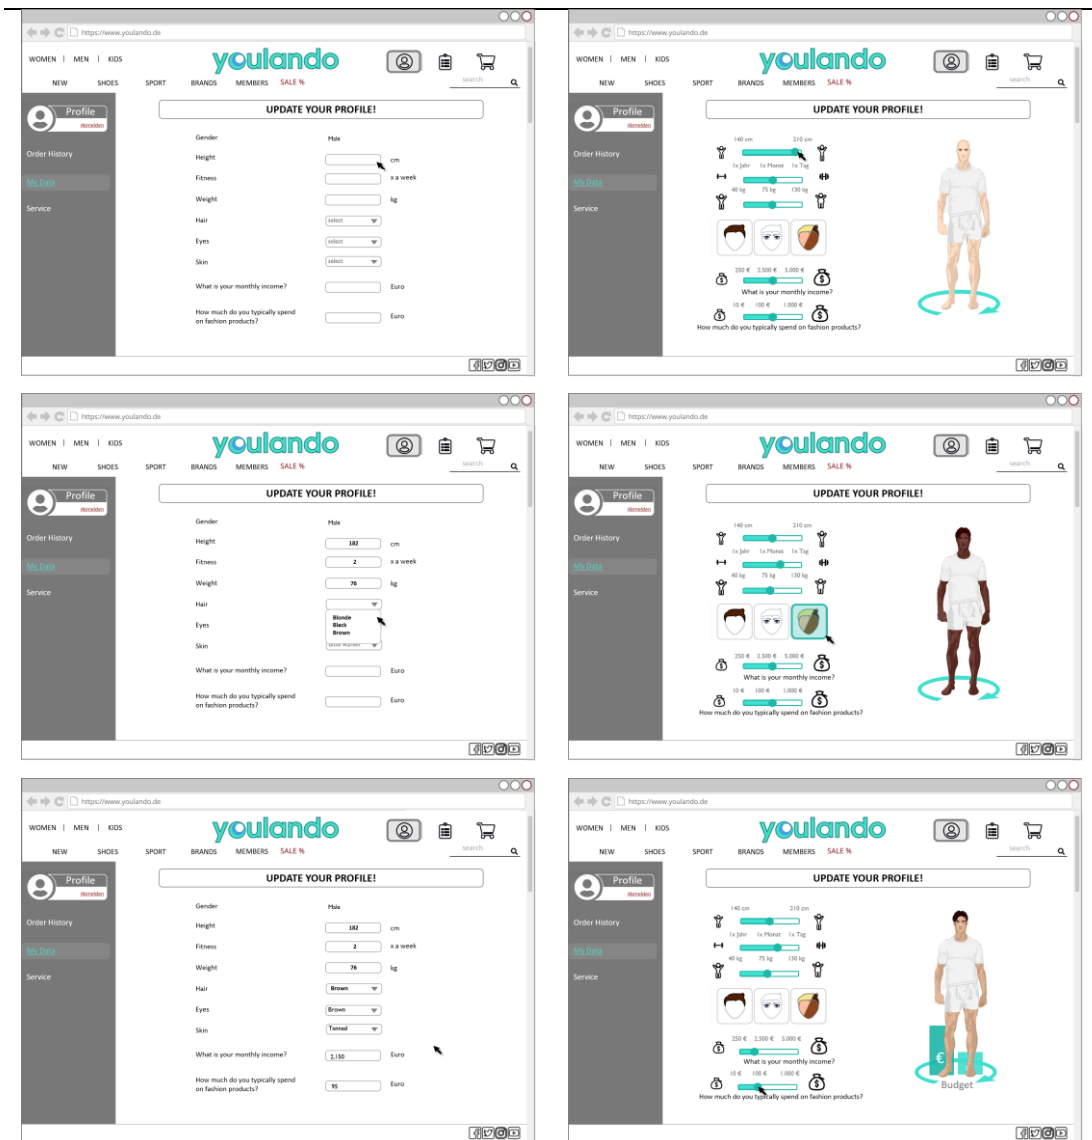 https://www.youlando.de
WOMEN | MEN | KIDS
youlando
NEW SHOES SPORT BRANDS MEMBERS SALE %
search
Profile
Abmelden
Order History
My Data
Service
UPDATE YOUR PROFILE!
Gender Male
Height cm
Fitness x a week
Weight kg
Hair select
Eyes select
Skin select
What is your monthly income? Euro
How much do you typically spend
on fashion products? Euro
https://www.youlando.de
WOMEN | MEN | KIDS
youlando
NEW SHOES SPORT BRANDS MEMBERS SALE %
search
Profile
Abmelden
Order History
My Data
Service
UPDATE YOUR PROFILE!
140 cm 210 cm
1x Jahr 1x Monat 1x Tag
40 kg 75 kg 130 kg
250 € 2.500 € 5.000 €
$ $
What is your monthly income?
10 € 100 € 1.000 €
$ $
How much do you typically spend on fashion products?
https://www.youlando.de
WOMEN | MEN | KIDS
youlando
NEW SHOES SPORT BRANDS MEMBERS SALE %
search
Profile
Abmelden
Order History
My Data
Service
UPDATE YOUR PROFILE!
Gender Male
Height 182 cm
Fitness 2 x a week
Weight 76 kg
Hair
Blonde
Black
Brown
Eyes
Skin
What is your monthly income? Euro
How much do you typically spend
on fashion products? Euro
https://www.youlando.de
WOMEN | MEN | KIDS
youlando
NEW SHOES SPORT BRANDS MEMBERS SALE %
search
Profile
Abmelden
Order History
My Data
Service
UPDATE YOUR PROFILE!
140 cm 210 cm
1x Jahr 1x Monat 1x Tag
40 kg 75 kg 130 kg
250 € 2.500 € 5.000 €
$ $
What is your monthly income?
10 € 100 € 1.000 €
$ $
How much do you typically spend on fashion products?
https://www.youlando.de
WOMEN | MEN | KIDS
youlando
NEW SHOES SPORT BRANDS MEMBERS SALE %
search
Profile
Abmelden
Order History
My Data
Service
UPDATE YOUR PROFILE!
Gender Male
Height 182 cm
Fitness 2 x a week
Weight 76 kg
Hair Brown
Eyes Brown
Skin Tanned
What is your monthly income? 2,150 Euro
How much do you typically spend
on fashion products? 95 Euro
https://www.youlando.de
WOMEN | MEN | KIDS
youlando
NEW SHOES SPORT BRANDS MEMBERS SALE %
search
Profile
Abmelden
Order History
My Data
Service
UPDATE YOUR PROFILE!
140 cm 210 cm
1x Jahr 1x Monat 1x Tag
40 kg 75 kg 130 kg
250 € 2.500 € 5.000 €
$ $
What is your monthly income?
10 € 100 € 1.000 €
$ $
How much do you typically spend on fashion products?
€
Budget